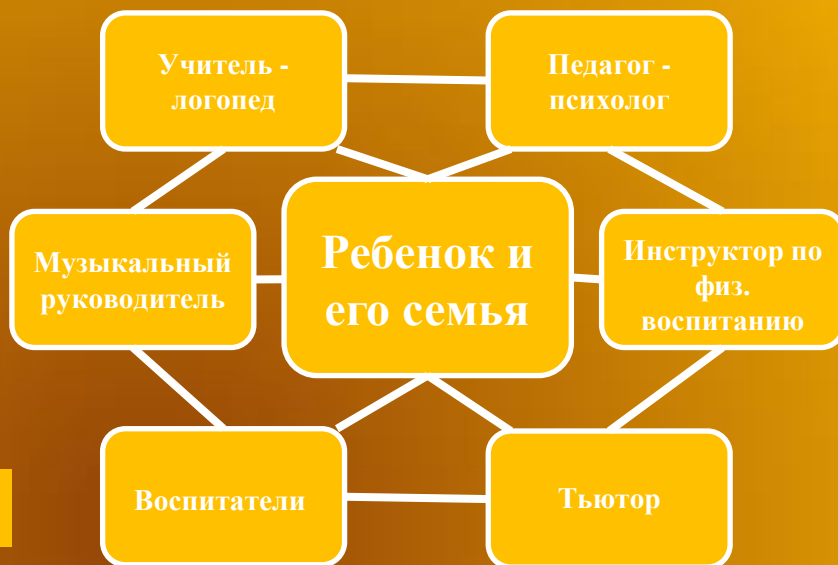 Учитель -
логопед
Педагог -
психолог
Ребенок и
его семья
Музыкальный
руководитель
Инструктор по
физ.
воспитанию
Воспитатели
Тьютор